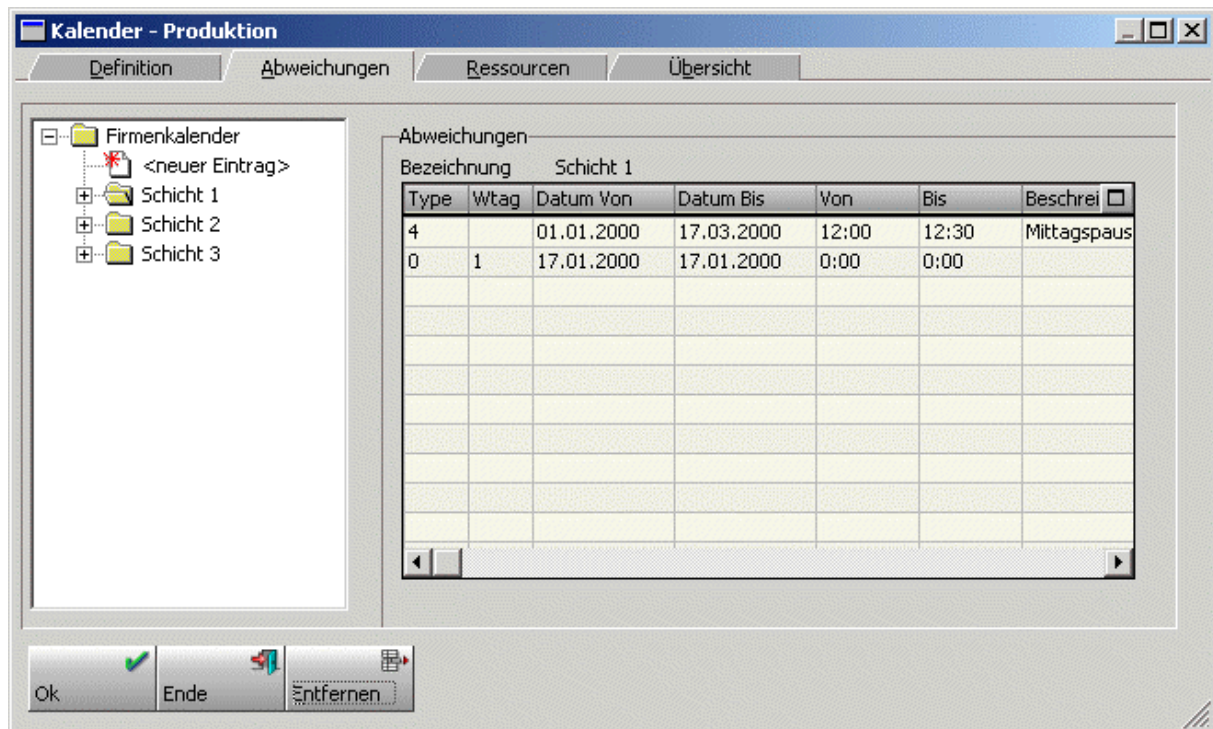 Kalender - Produktion
Definition Abweichungen Ressourcen Übersicht
Firmenkalender
<neuer Eintrag>
Schicht 1
Schicht 2
Schicht 3
Abweichungen
Bezeichnung Schicht 1
Type Wtag Datum Von Datum Bis Von Bis Beschrei
4 01.01.2000 17.03.2000 12:00 12:30 Mittagspaus
0 1 17.01.2000 17.01.2000 0:00 0:00
Ok Ende Entfernen